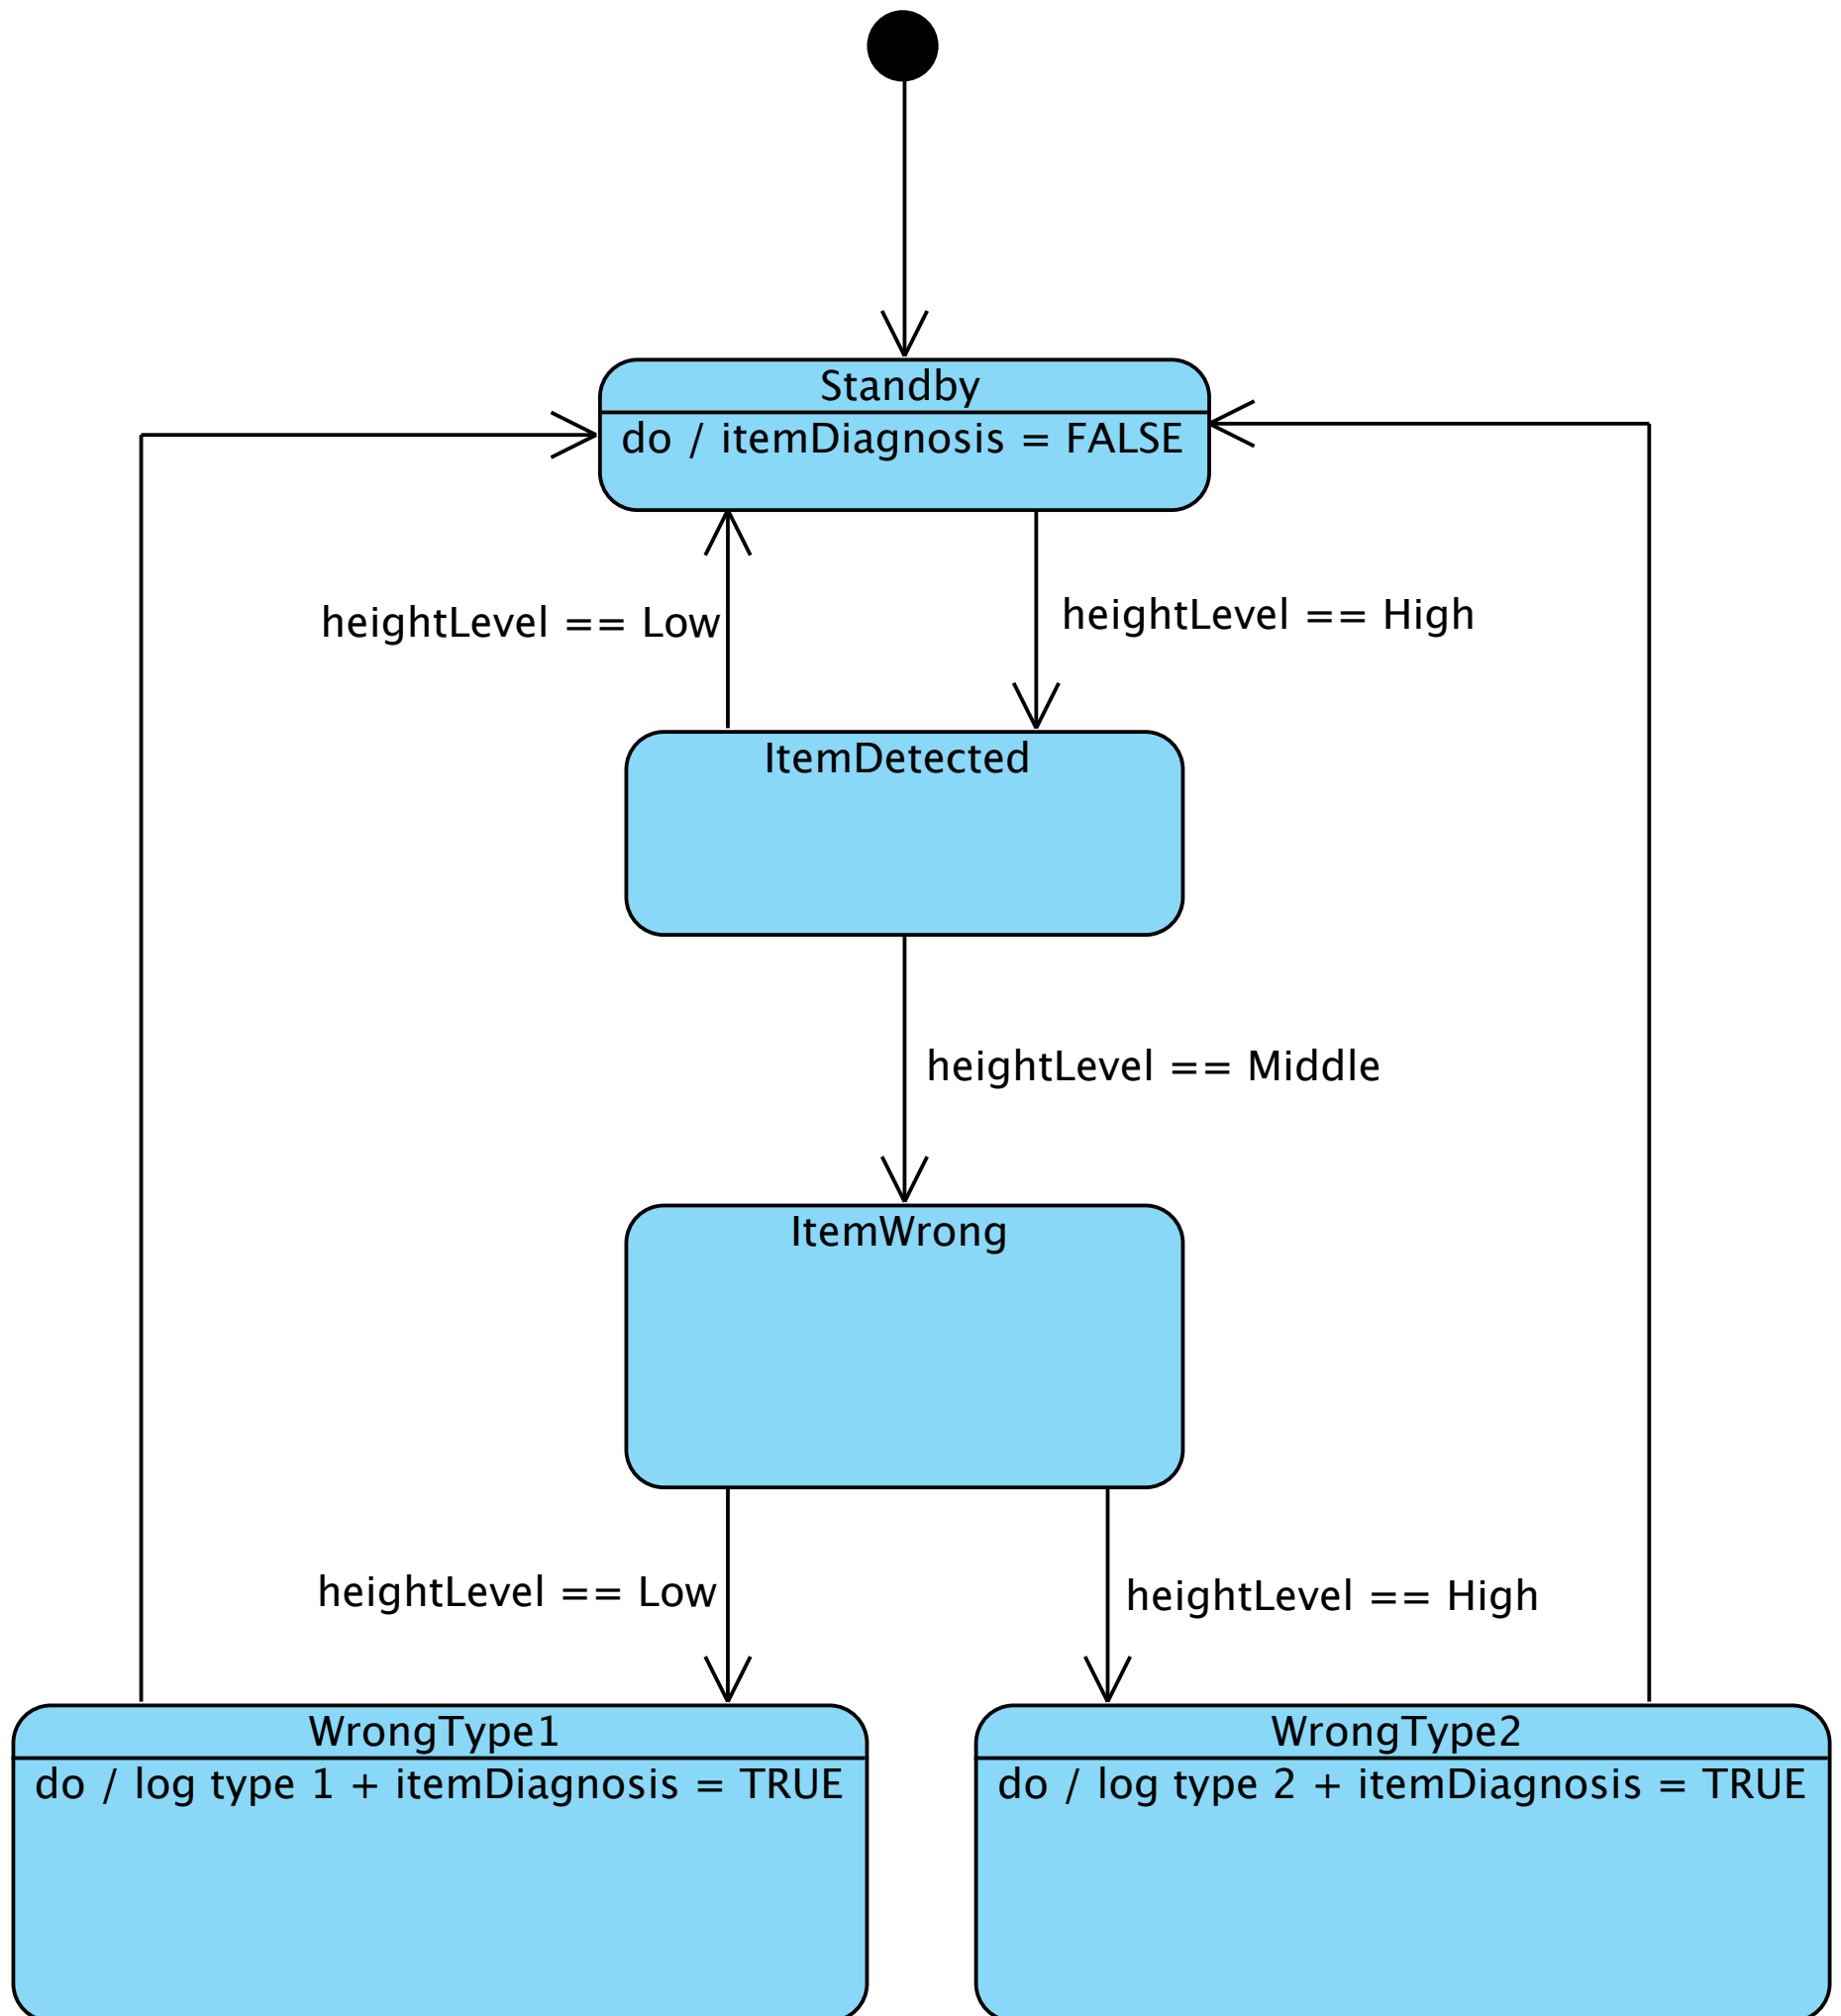 Standby
do / itemDiagnosis = FALSE
heightLevel == Low
heightLevel == High
ItemDetected
heightLevel == Middle
ItemWrong
heightLevel == Low
heightLevel == High
WrongType1
do / log type 1 + itemDiagnosis = TRUE
WrongType2
do / log type 2 + itemDiagnosis = TRUE